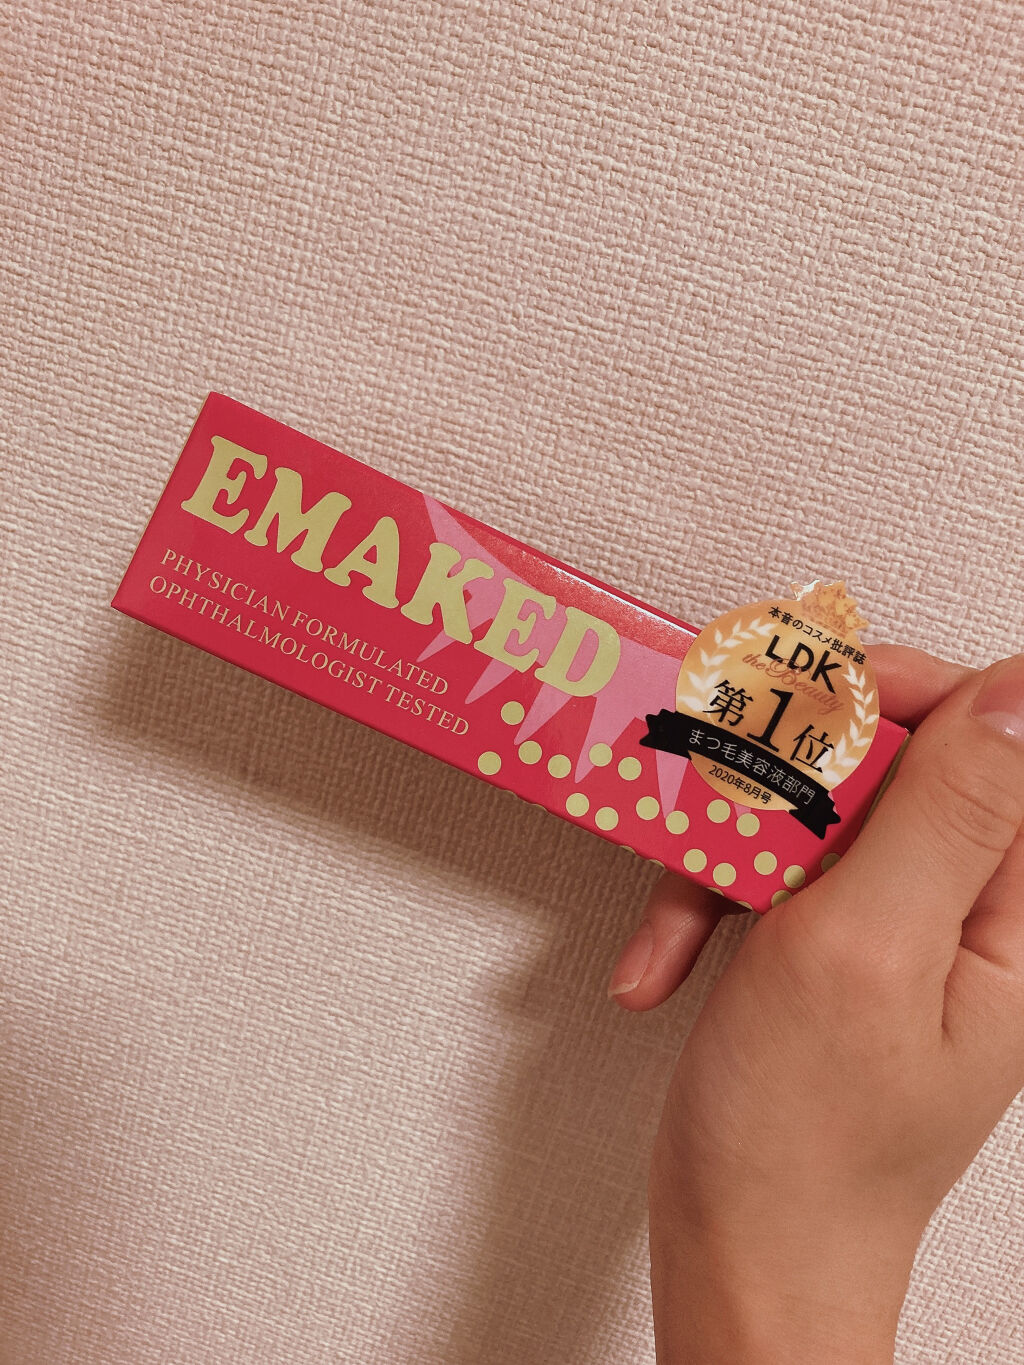 EMAKED
PHYSICIAN FORMULATED
OPHTHALMOLOGIST TESTED
本音のコスメ批評誌
LDK
the Beauty
第1位
まつ毛美容液部門
2020年8月号